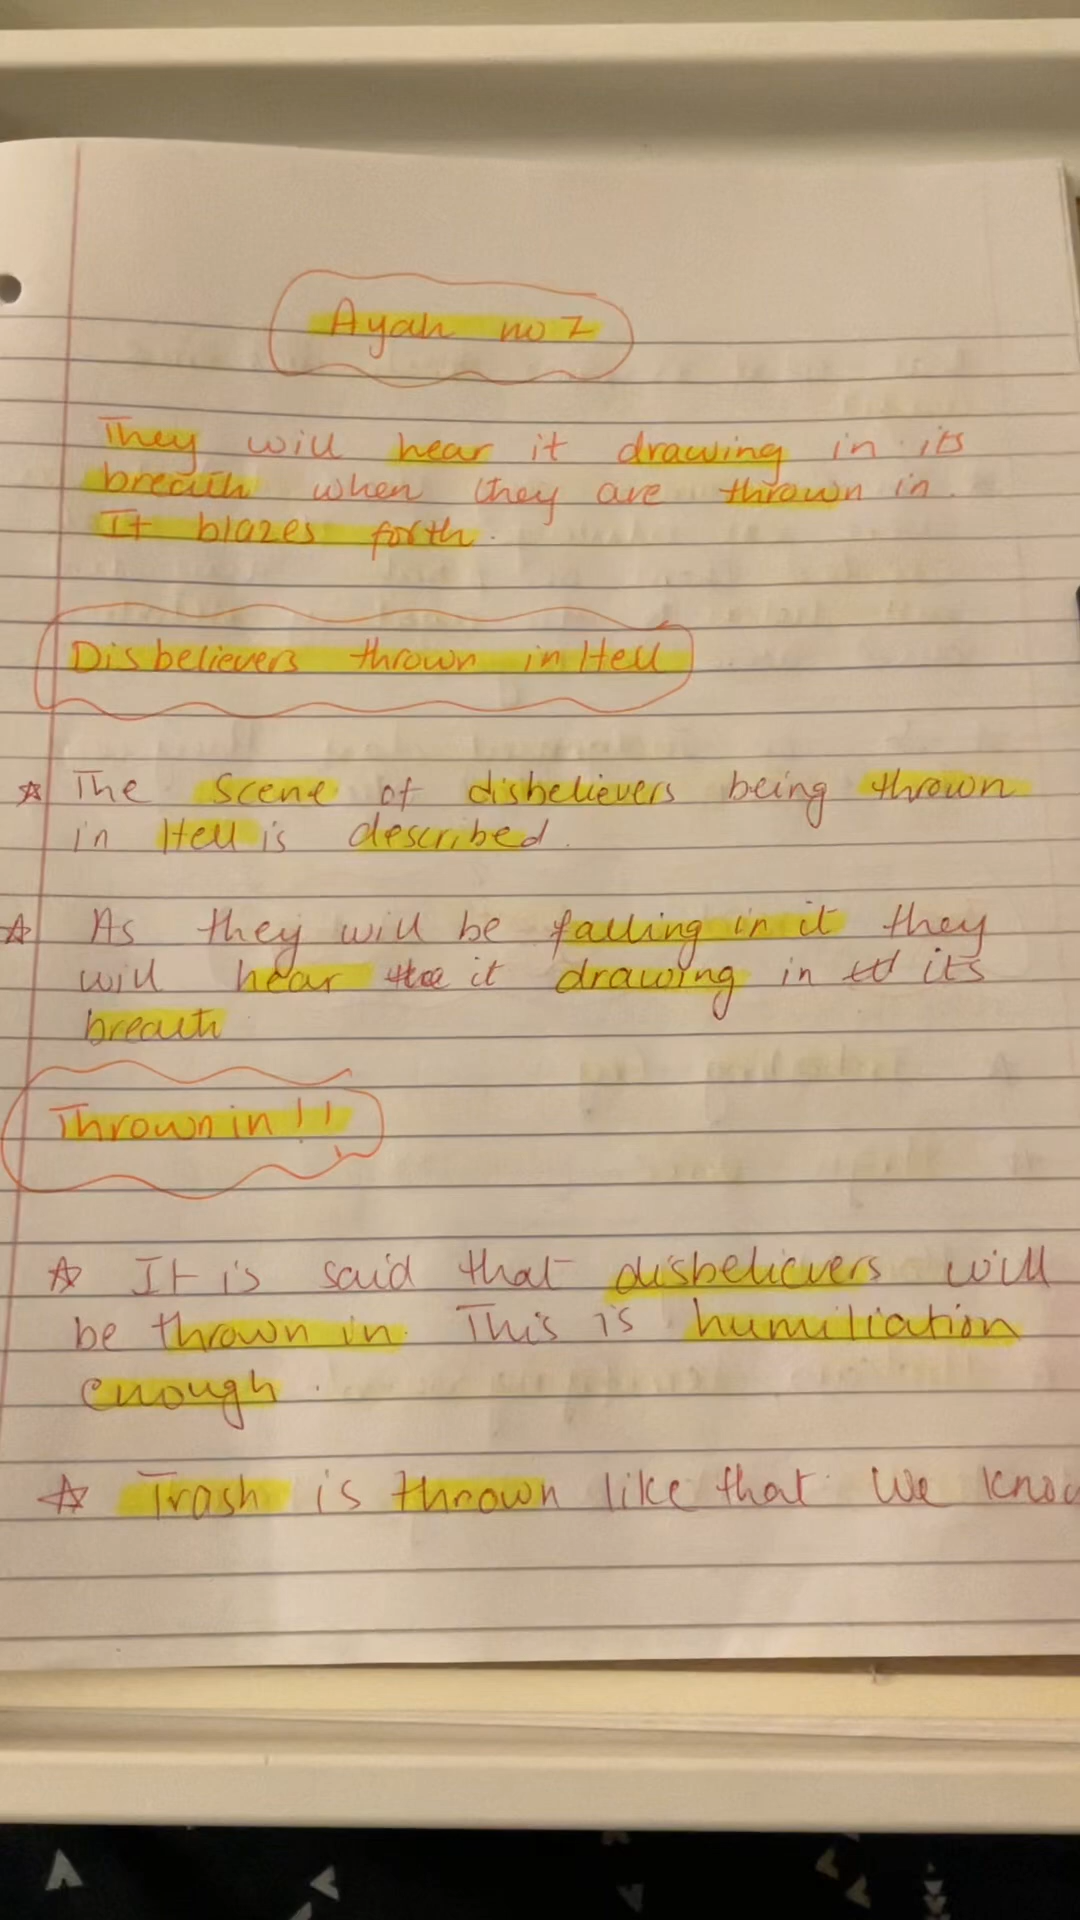 Ayah no 7
They will hear it drawing in its
breath when they are thrown in.
It blazes forth.
Disbelievers thrown in Hell
☆ The scene of disbelievers being thrown
in Hell is described.
☆ As they will be falling in it they
will hear it drawing in its
breath
Thrown in !!
☆ It is said that disbelievers will
be thrown in. This is humiliation
enough.
☆ Trash is thrown like that. We